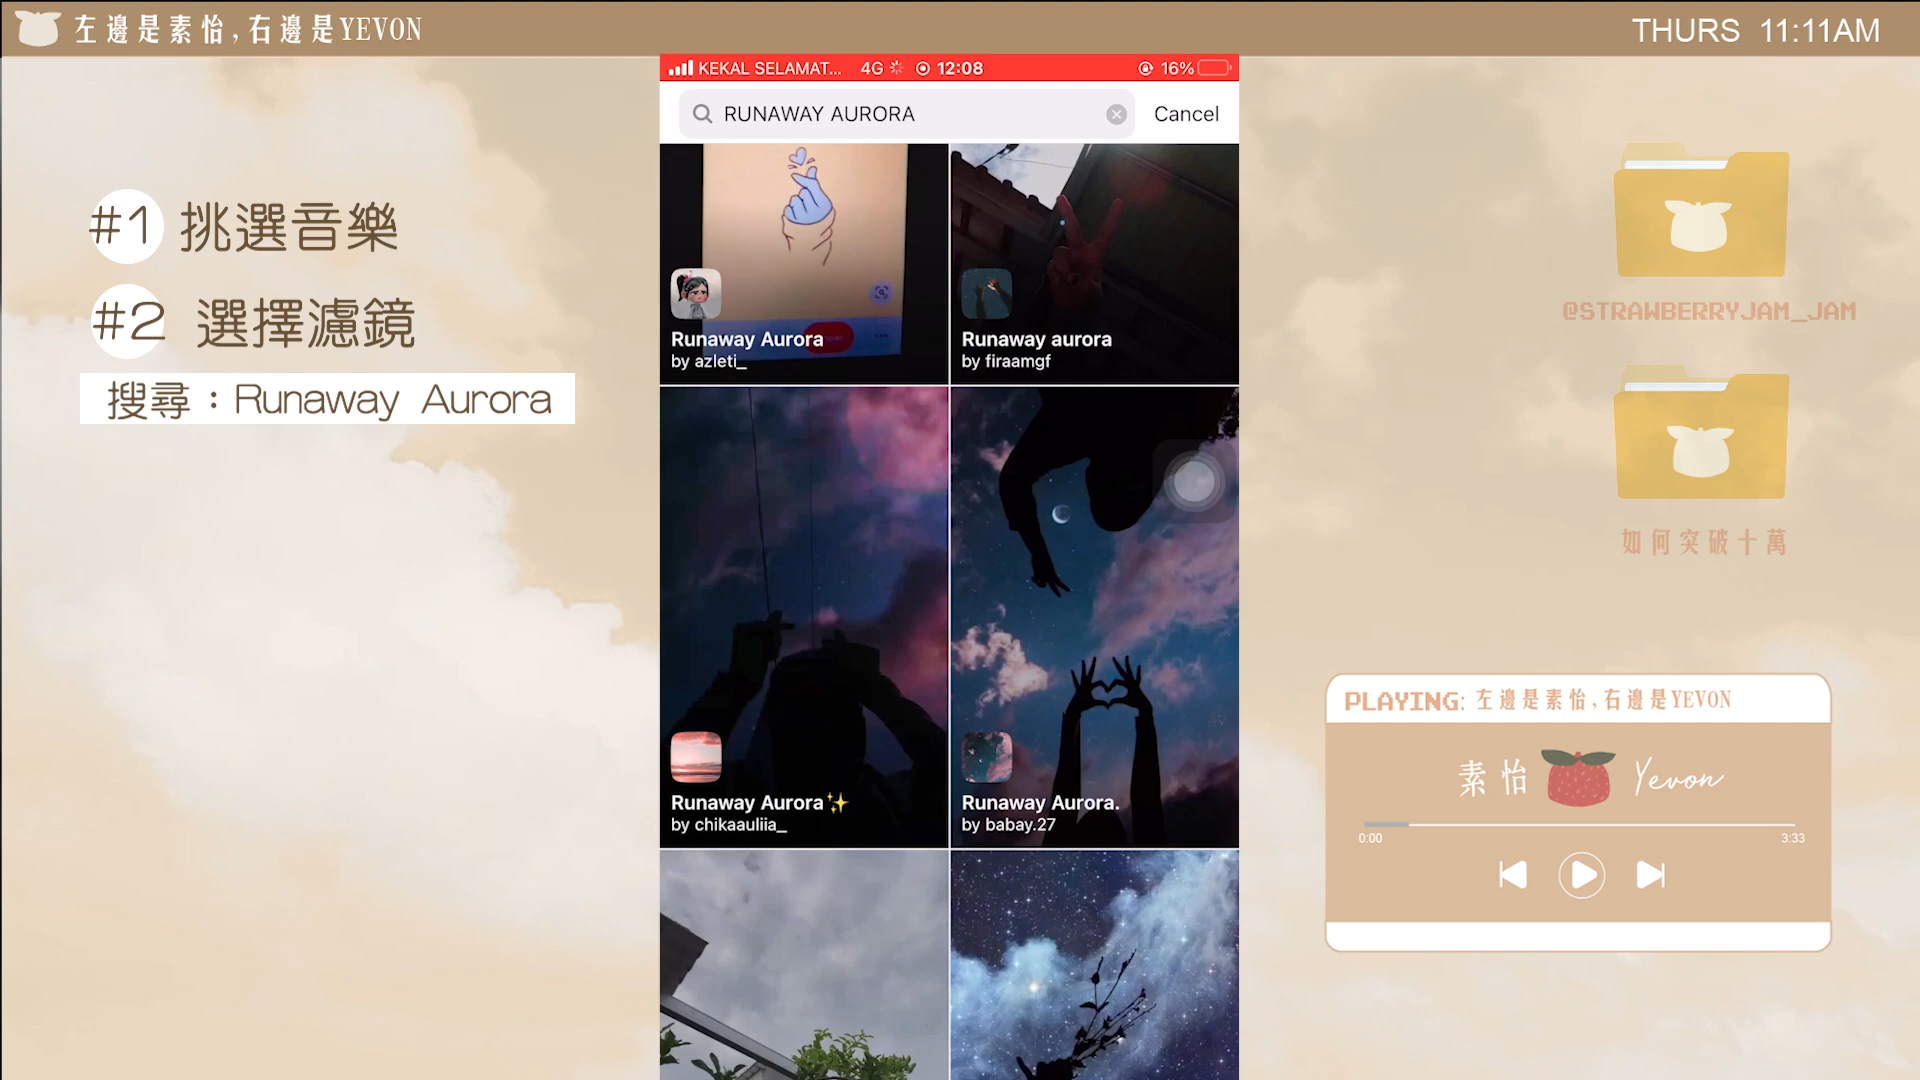 左邊是素怡,右邊是YEVON
THURS 11:11AM
KEKAL SELAMAT... 4G 12:08 16%
RUNAWAY AURORA
Cancel
#1 挑選音樂
#2 選擇濾鏡
搜尋：Runaway Aurora
Runaway Aurora
by azleti_
Runaway aurora
by firaamgf
Runaway Aurora✨
by chikaauliia_
Runaway Aurora.
by babay.27
@STRAWBERRYJAM_JAM
如何突破十萬
PLAYING: 左邊是素怡,右邊是YEVON
素怡 Yevon
0:00 3:33